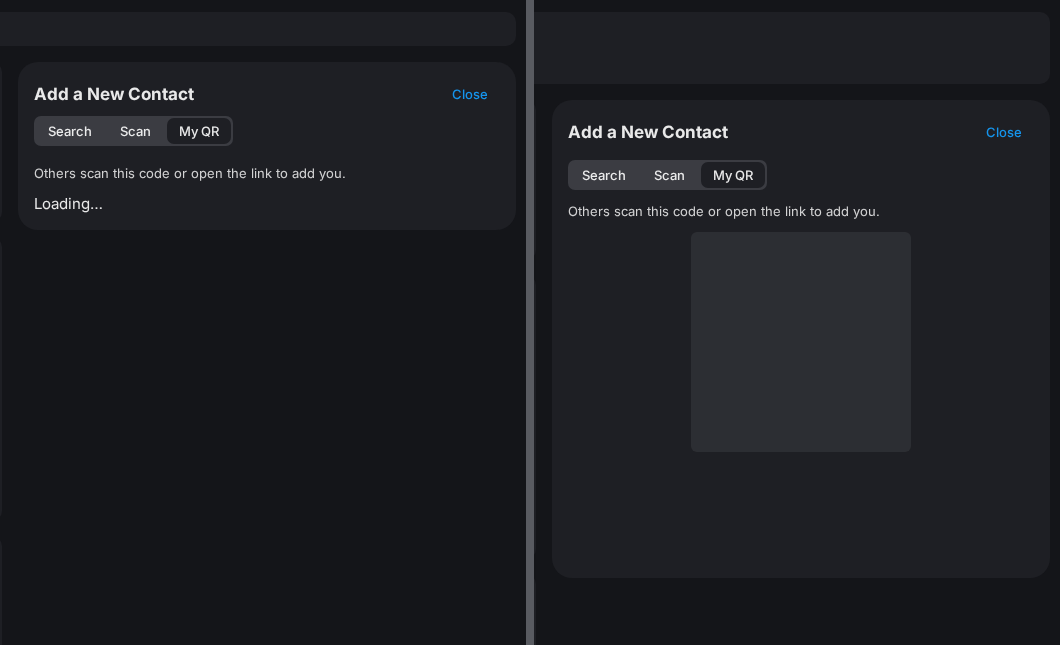 Add a New Contact
Close
Search Scan My QR
Others scan this code or open the link to add you.
Loading...
Add a New Contact
Close
Search Scan My QR
Others scan this code or open the link to add you.